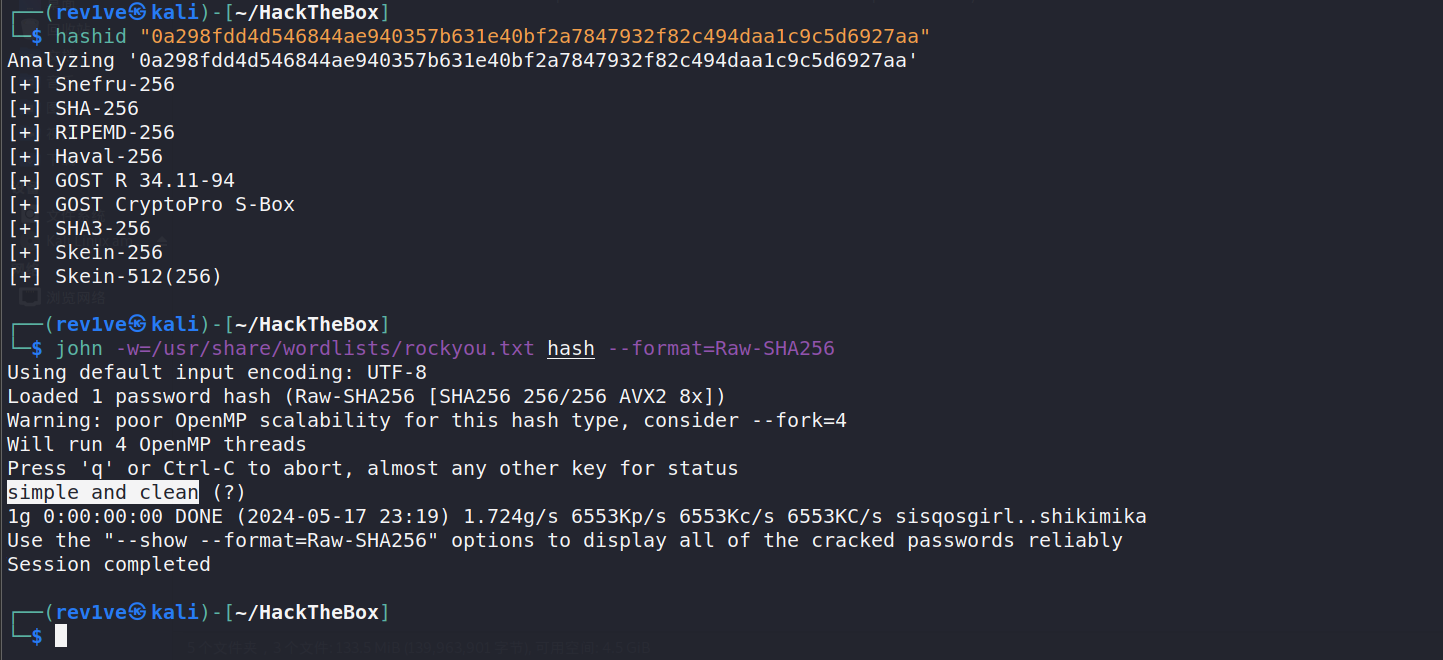 ┌──(rev1ve㉿kali)-[~/HackTheBox]
└─$ hashid "0a298fdd4d546844ae940357b631e40bf2a7847932f82c494daa1c9c5d6927aa"
Analyzing '0a298fdd4d546844ae940357b631e40bf2a7847932f82c494daa1c9c5d6927aa'
[+] Snefru-256
[+] SHA-256
[+] RIPEMD-256
[+] Haval-256
[+] GOST R 34.11-94
[+] GOST CryptoPro S-Box
[+] SHA3-256
[+] Skein-256
[+] Skein-512(256)
┌──(rev1ve㉿kali)-[~/HackTheBox]
└─$ john -w=/usr/share/wordlists/rockyou.txt hash --format=Raw-SHA256
Using default input encoding: UTF-8
Loaded 1 password hash (Raw-SHA256 [SHA256 256/256 AVX2 8x])
Warning: poor OpenMP scalability for this hash type, consider --fork=4
Will run 4 OpenMP threads
Press 'q' or Ctrl-C to abort, almost any other key for status
simple and clean (?)
1g 0:00:00:00 DONE (2024-05-17 23:19) 1.724g/s 6553Kp/s 6553Kc/s 6553KC/s sisqosgirl..shikimika
Use the "--show --format=Raw-SHA256" options to display all of the cracked passwords reliably
Session completed
┌──(rev1ve㉿kali)-[~/HackTheBox]
└─$